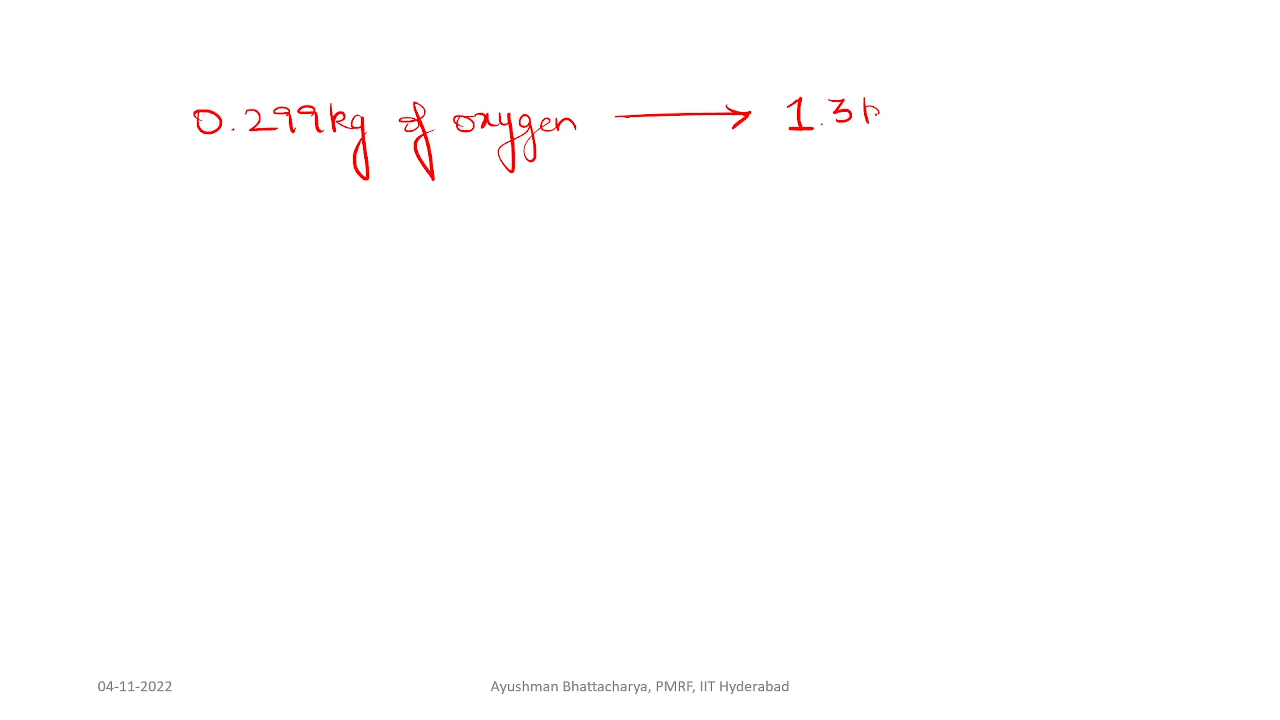 0.299kg of oxygen ⟶ 1.3
04-11-2022
Ayushman Bhattacharya, PMRF, IIT Hyderabad